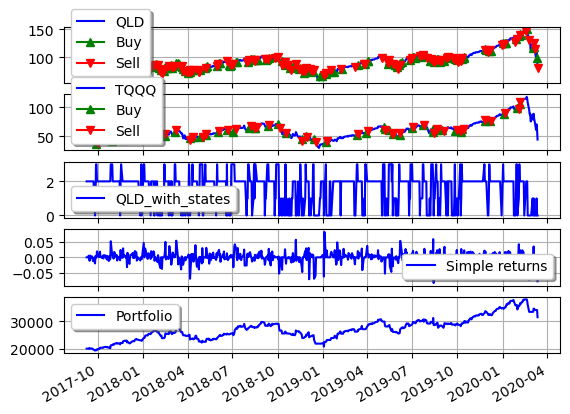 150
100
QLD
Buy
Sell
100
50
TQQQ
Buy
Sell
2
0
QLD_with_states
0.05
0.00
−0.05
Simple returns
30000
20000
Portfolio
2017-10 2018-01 2018-04 2018-07 2018-10 2019-01 2019-04 2019-07 2019-10 2020-01 2020-04